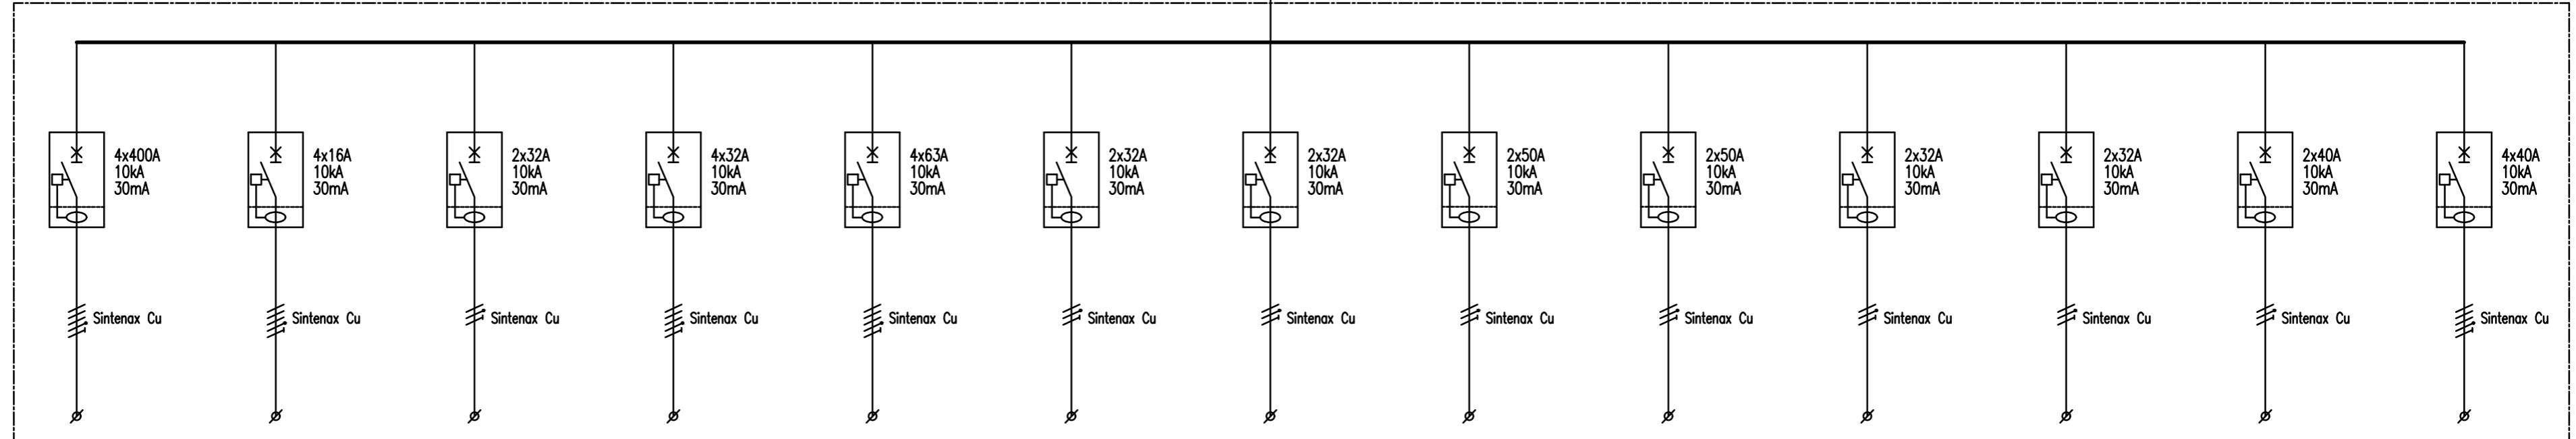 4x400A
10kA
30mA
4x16A
10kA
30mA
2x32A
10kA
30mA
4x32A
10kA
30mA
4x63A
10kA
30mA
2x32A
10kA
30mA
2x32A
10kA
30mA
2x50A
10kA
30mA
2x50A
10kA
30mA
2x32A
10kA
30mA
2x32A
10kA
30mA
2x40A
10kA
30mA
4x40A
10kA
30mA
Sintenax Cu
Sintenax Cu
Sintenax Cu
Sintenax Cu
Sintenax Cu
Sintenax Cu
Sintenax Cu
Sintenax Cu
Sintenax Cu
Sintenax Cu
Sintenax Cu
Sintenax Cu
Sintenax Cu